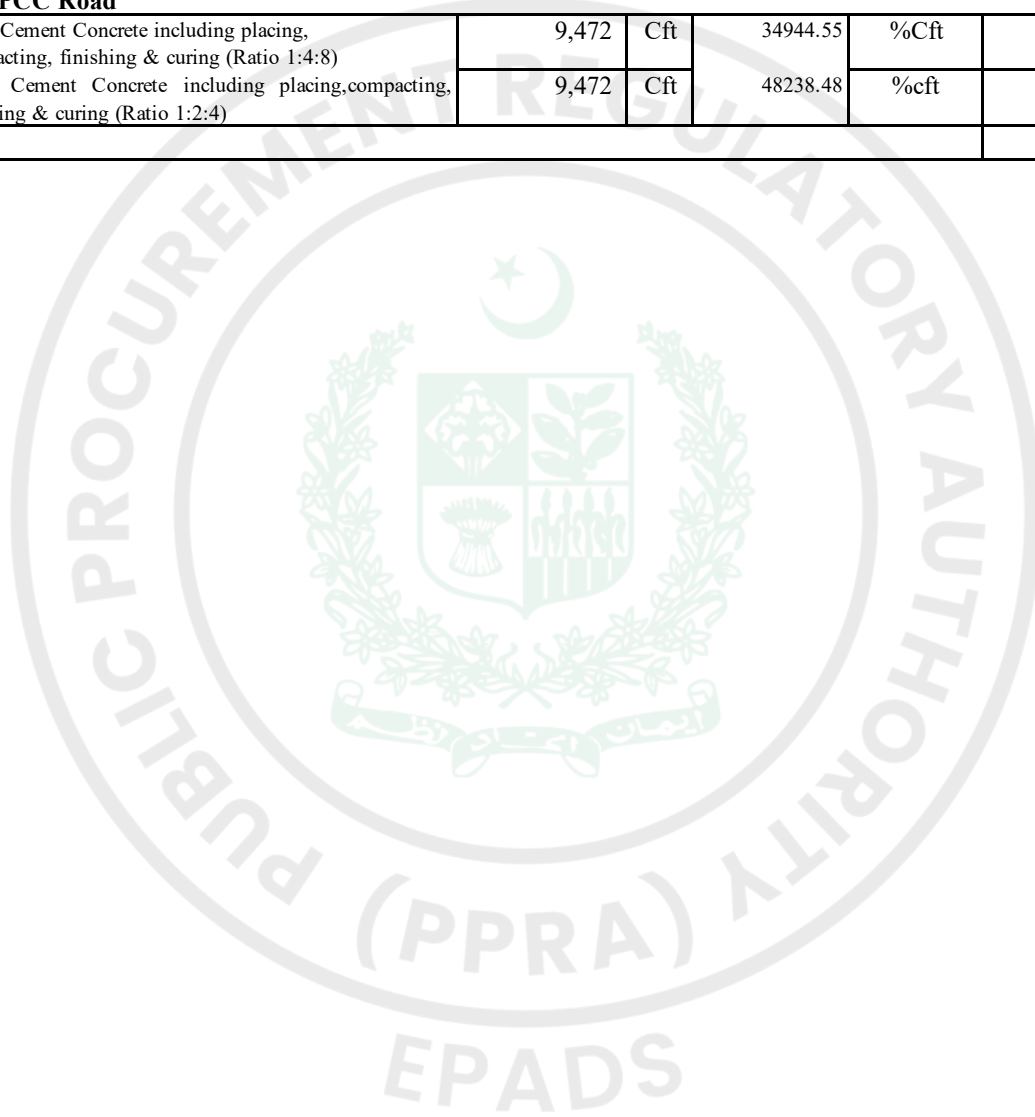 PCC Road
Cement Concrete including placing, 9,472 Cft 34944.55 %Cft
acting, finishing & curing (Ratio 1:4:8)
Cement Concrete including placing,compacting, 9,472 Cft 48238.48 %cft
ing & curing (Ratio 1:2:4)
PUBLIC PROCUREMENT REGULATORY AUTHORITY
(PPRA)
EPADS